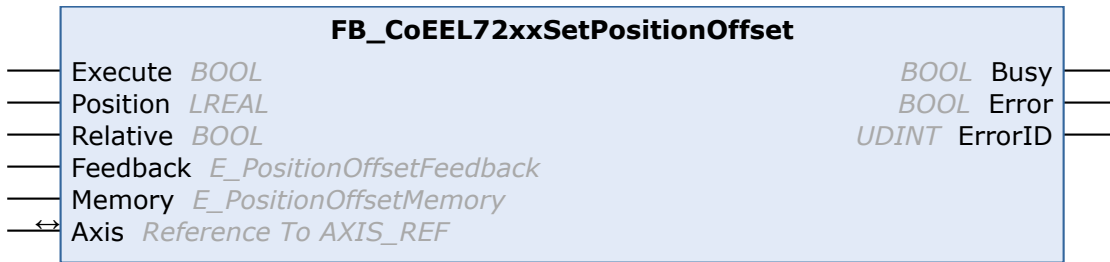 FB_CoEEL72xxSetPositionOffset
Execute BOOL BOOL Busy
Position LREAL BOOL Error
Relative BOOL UDINT ErrorID
Feedback E_PositionOffsetFeedback
Memory E_PositionOffsetMemory
↔ Axis Reference To AXIS_REF